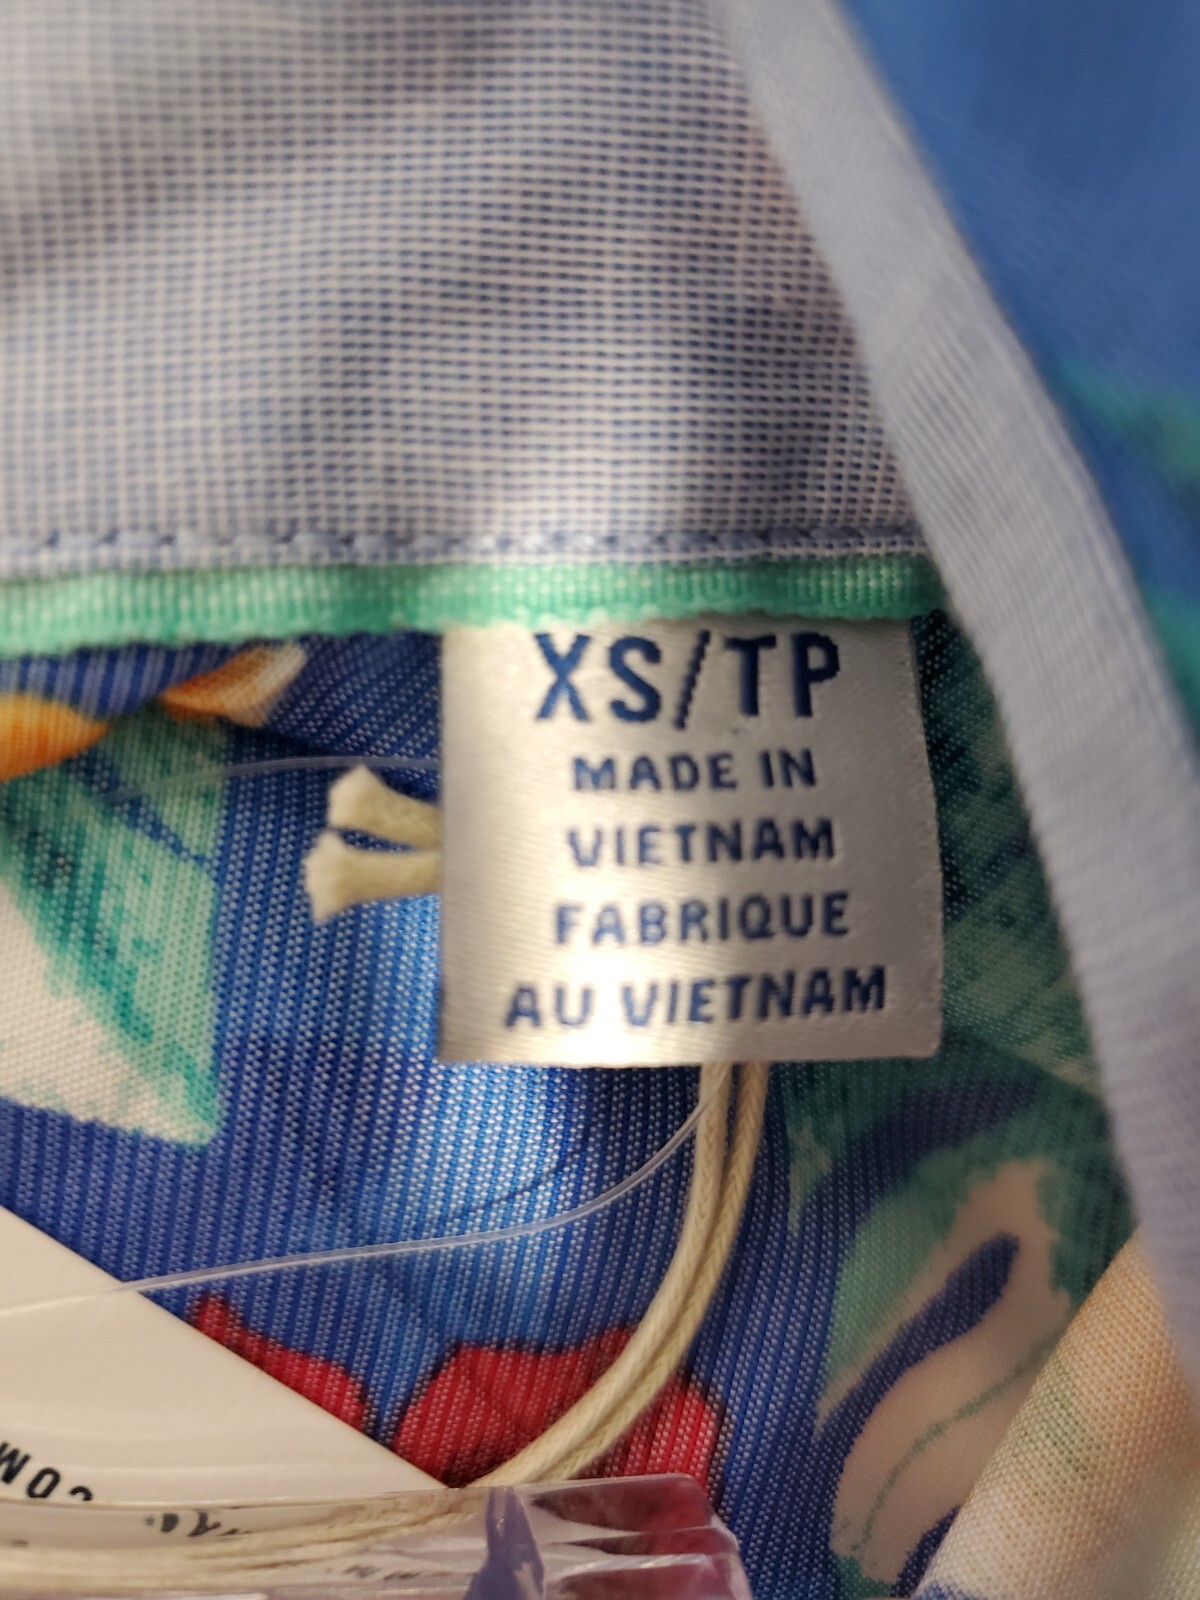 XS/TP
MADE IN
VIETNAM
FABRIQUE
AU VIETNAM